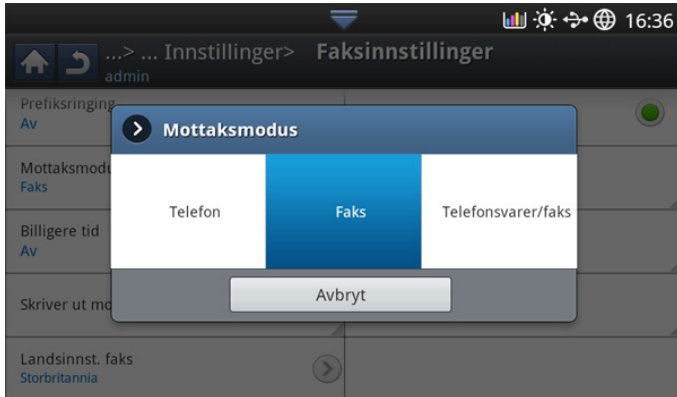 16:36
...> ... Innstillinger> Faksinnstillinger
admin
Prefiksringing
Av
Mottaksmodu
Faks
Billigere tid
Av
Skriver ut mo
Landsinnst. faks
Storbritannia
Mottaksmodus
Telefon Faks Telefonsvarer/faks
Avbryt